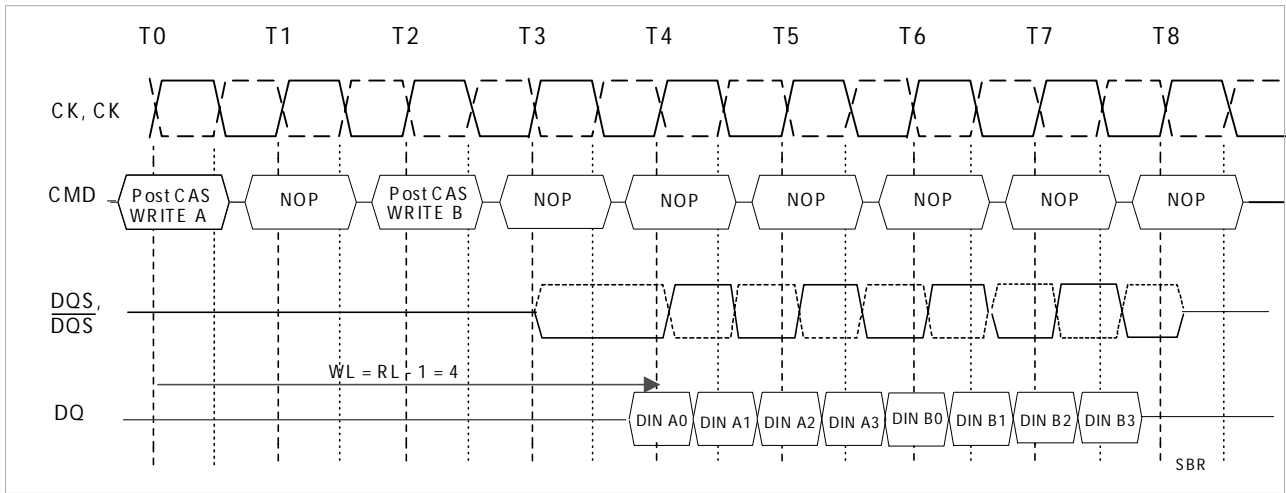 T0 T1 T2 T3 T4 T5 T6 T7 T8
CK, CK
CMD
Post CAS
WRITE A
NOP
Post CAS
WRITE B
NOP NOP NOP NOP NOP NOP
DQS,
DQS
WL = RL - 1 = 4
DQ
DIN A0 DIN A1 DIN A2 DIN A3 DIN B0 DIN B1 DIN B2 DIN B3
SBR